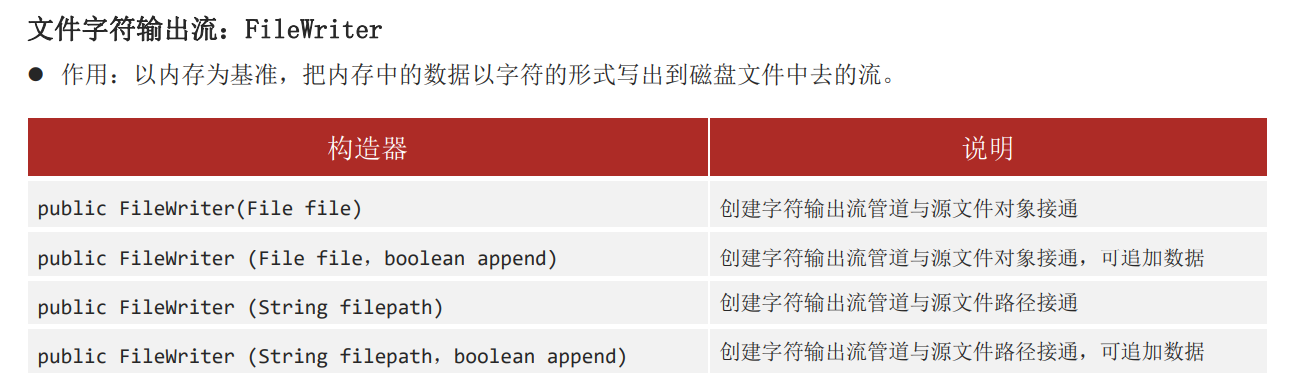 文件字符输出流：FileWriter
● 作用：以内存为基准，把内存中的数据以字符的形式写出到磁盘文件中去的流。
构造器 说明
public FileWriter(File file) 创建字符输出流管道与源文件对象接通
public FileWriter (File file，boolean append) 创建字符输出流管道与源文件对象接通，可追加数据
public FileWriter (String filepath) 创建字符输出流管道与源文件路径接通
public FileWriter (String filepath，boolean append) 创建字符输出流管道与源文件路径接通，可追加数据